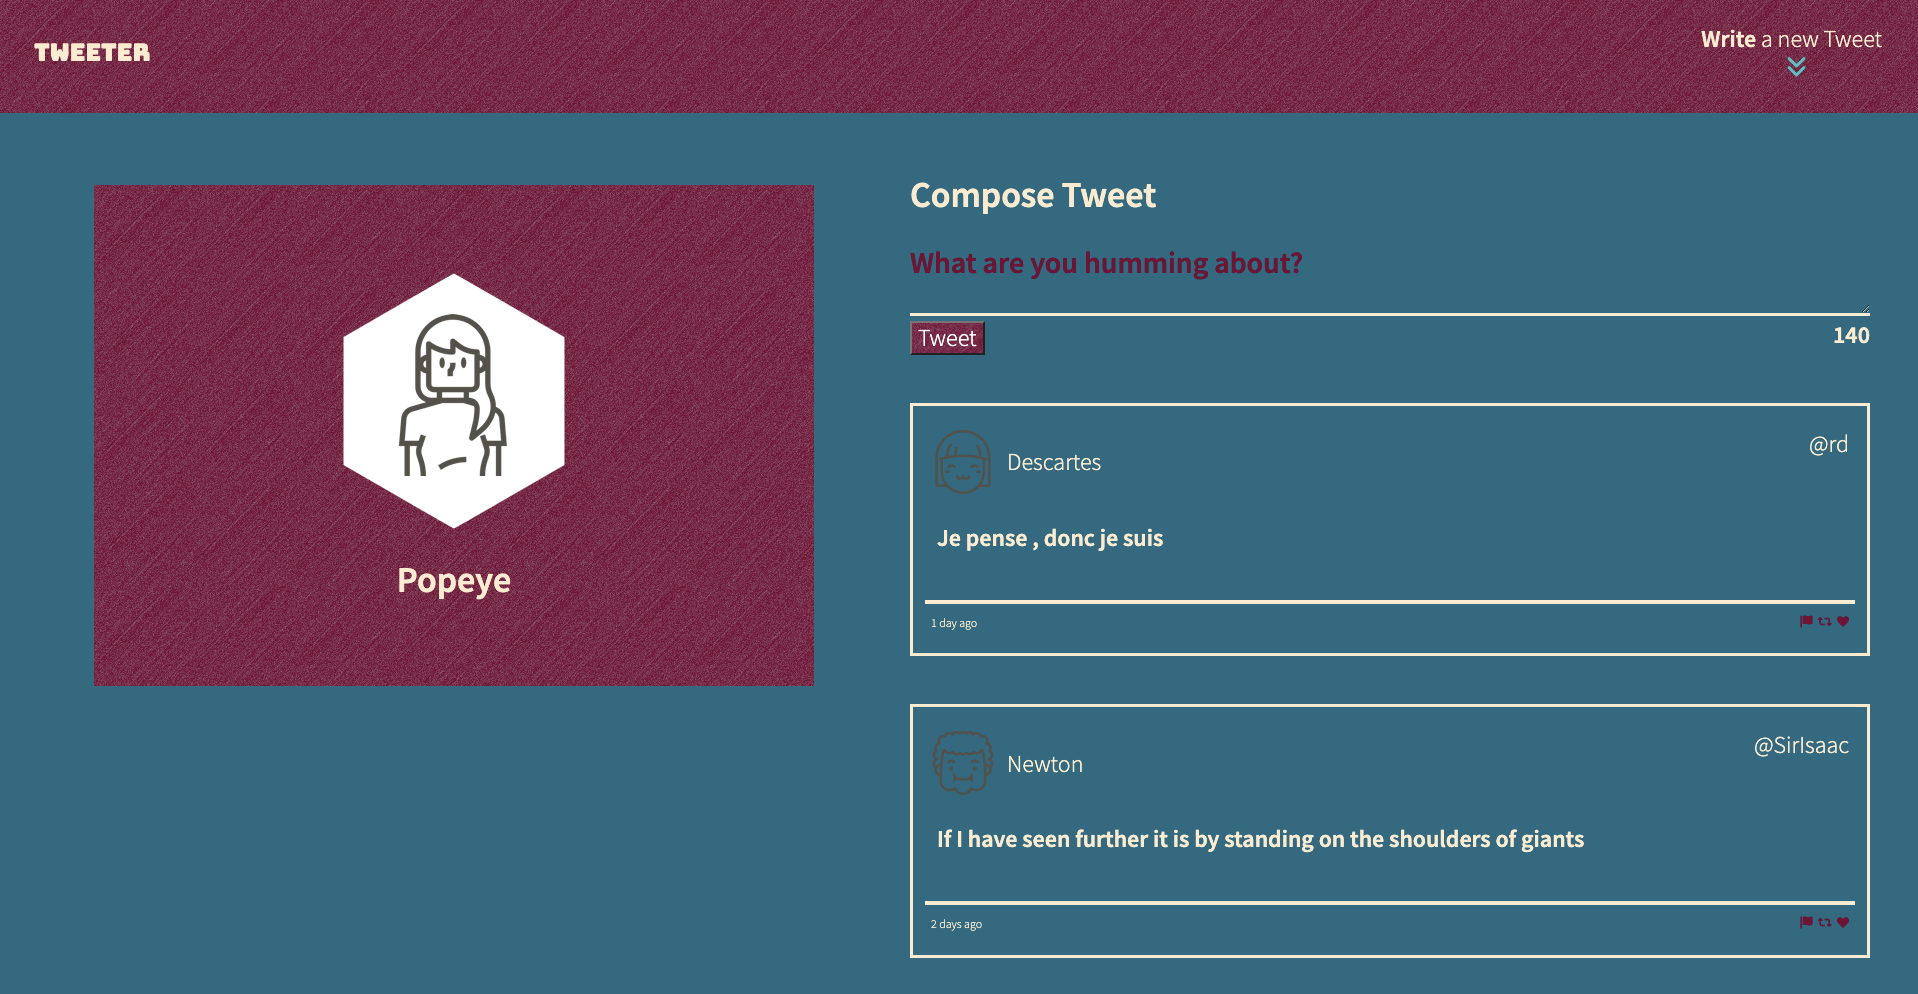 TWEETER
Write a new Tweet
Popeye
Compose Tweet
What are you humming about?
Tweet
140
Descartes
@rd
Je pense , donc je suis
1 day ago
Newton
@SirIsaac
If I have seen further it is by standing on the shoulders of giants
2 days ago